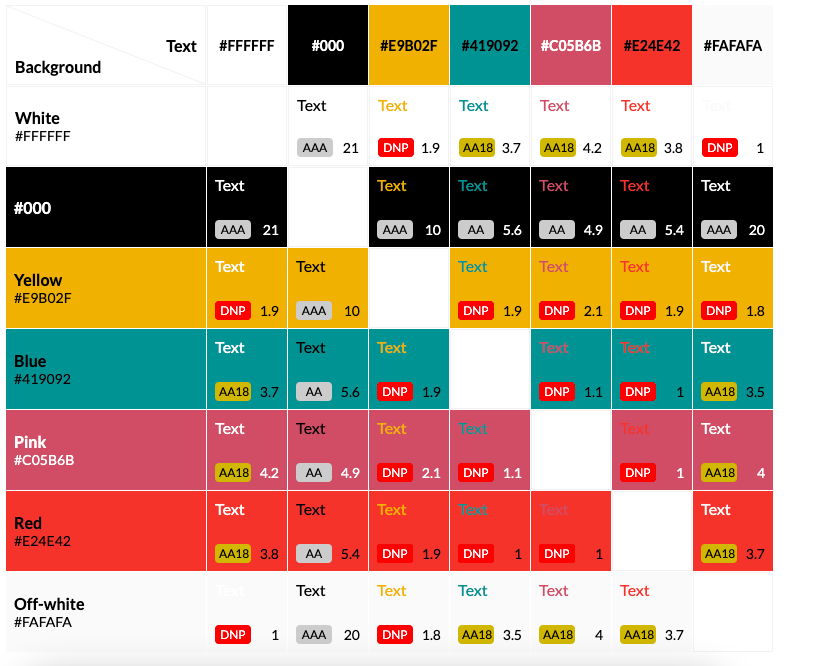 Text #FFFFFF #000 #E9B02F #419092 #C05B6B #E24E42 #FAFAFA
Background
White
#FFFFFF
Text Text Text Text Text Text
AAA 21 DNP 1.9 AA18 3.7 AA18 4.2 AA18 3.8 DNP 1
#000
Text Text Text Text Text Text
AAA 21 AAA 10 AA 5.6 AA 4.9 AA 5.4 AAA 20
Yellow
#E9B02F
Text Text Text Text Text Text
DNP 1.9 AAA 10 DNP 1.9 DNP 2.1 DNP 1.9 DNP 1.8
Blue
#419092
Text Text Text Text Text Text
AA18 3.7 AA 5.6 DNP 1.9 DNP 1.1 DNP 1 AA18 3.5
Pink
#C05B6B
Text Text Text Text Text Text
AA18 4.2 AA 4.9 DNP 2.1 DNP 1.1 DNP 1 AA18 4
Red
#E24E42
Text Text Text Text Text Text
AA18 3.8 AA 5.4 DNP 1.9 DNP 1 DNP 1 AA18 3.7
Off-white
#FAFAFA
Text Text Text Text Text Text
DNP 1 AAA 20 DNP 1.8 AA18 3.5 AA18 4 AA18 3.7